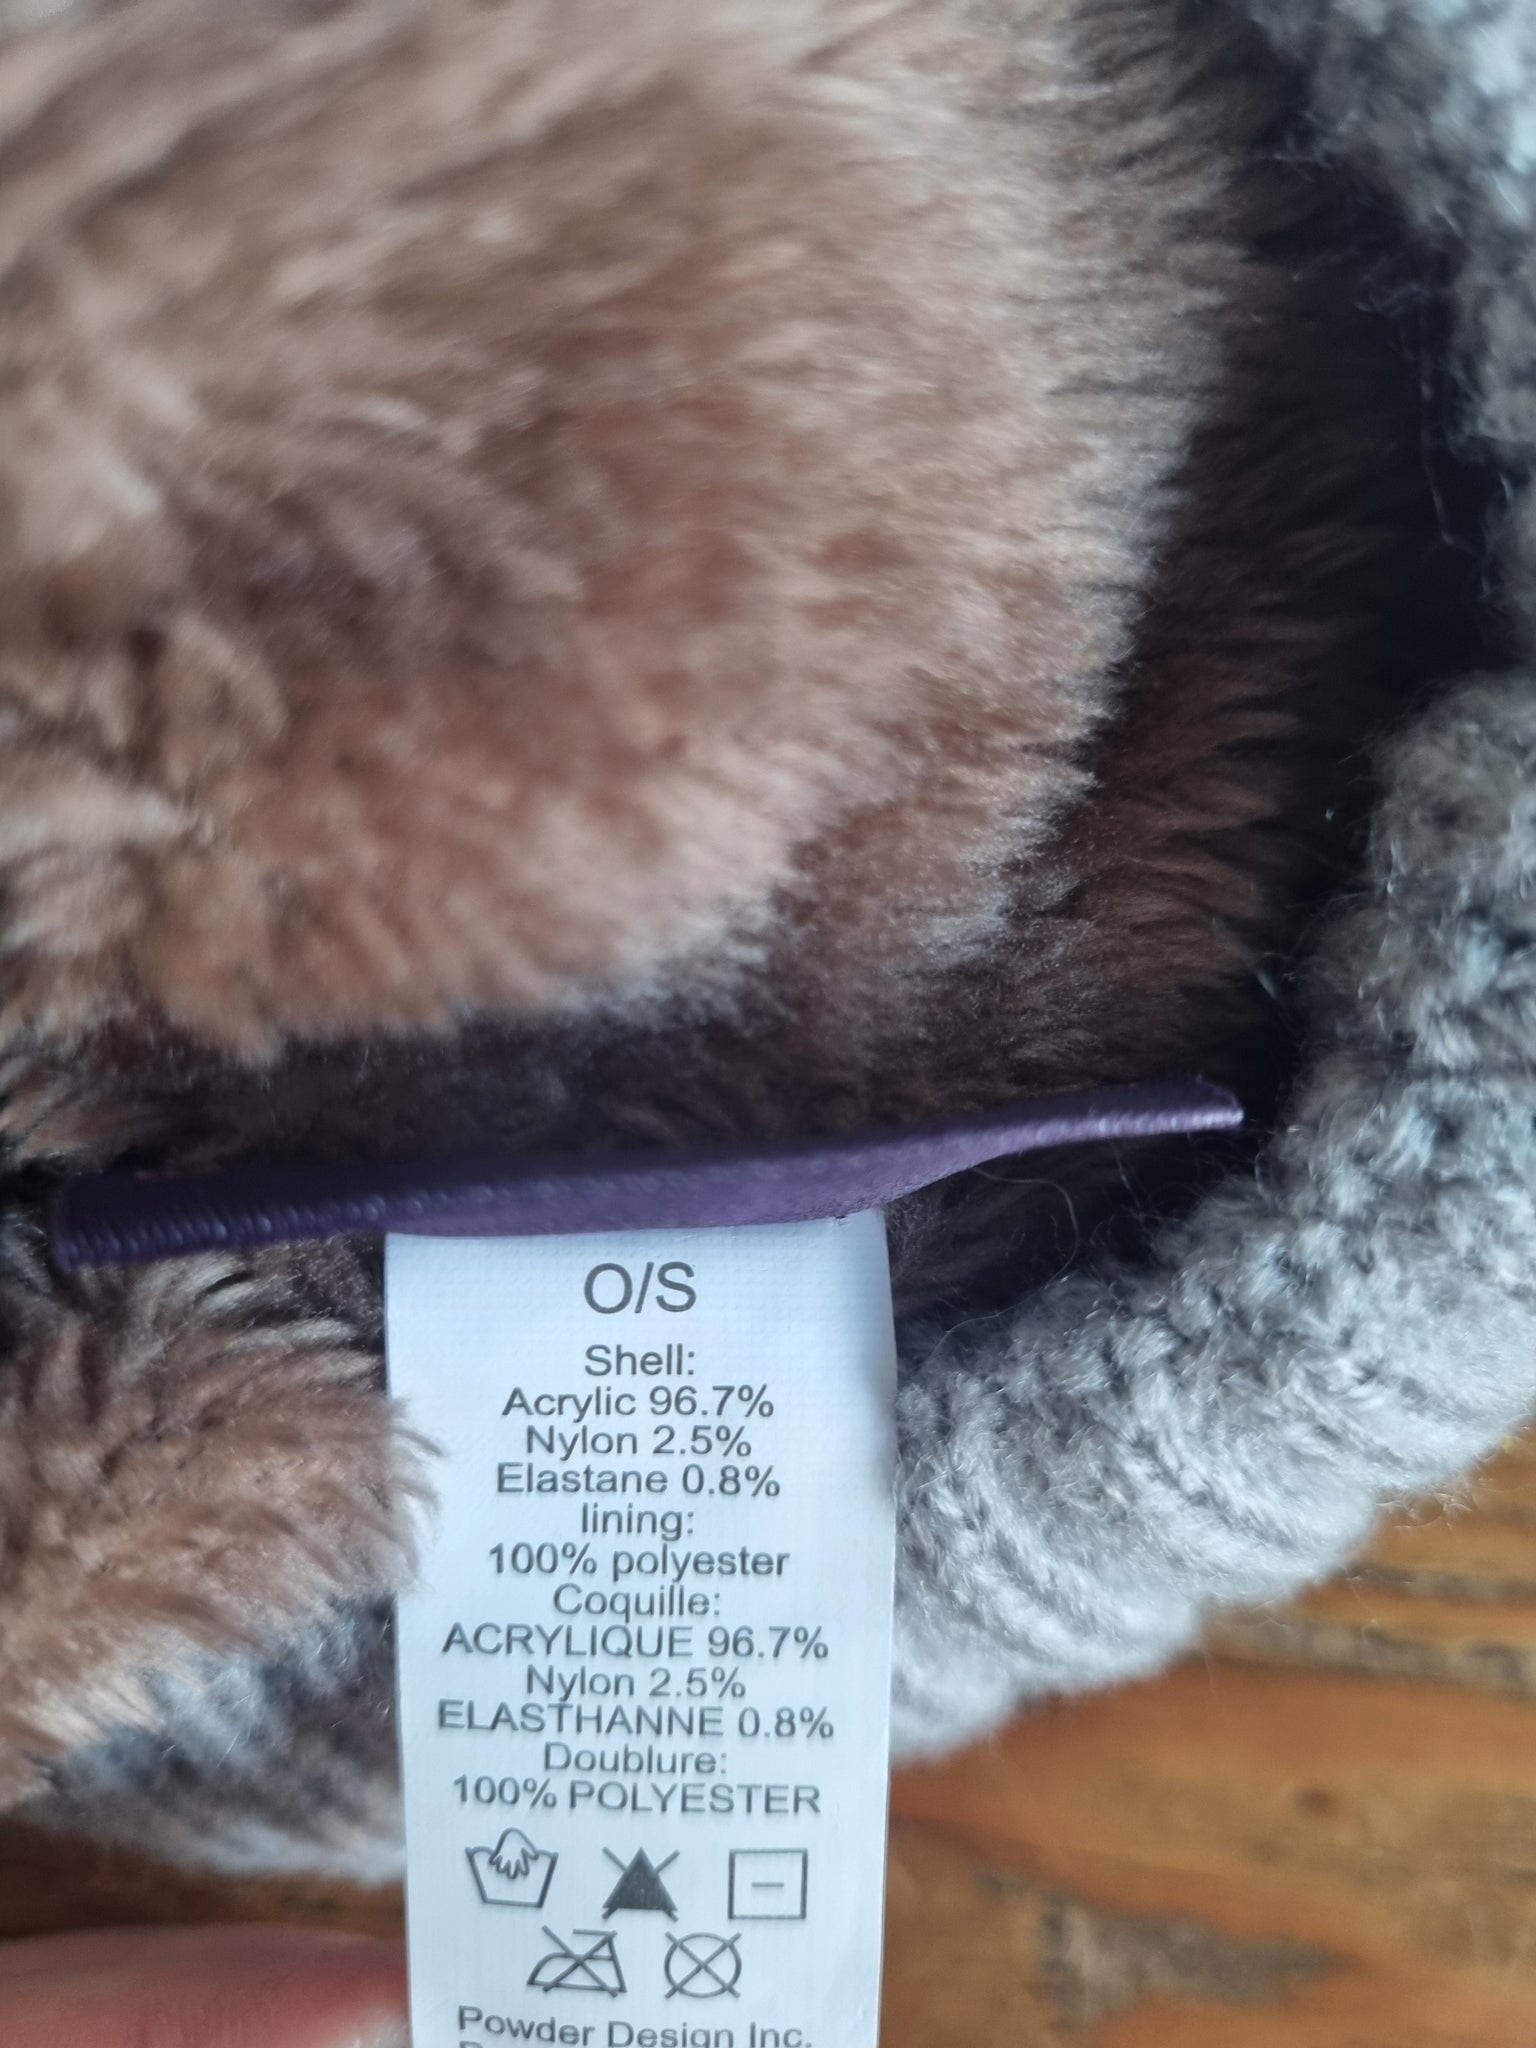 O/S
Shell:
Acrylic 96.7%
Nylon 2.5%
Elastane 0.8%
lining:
100% polyester
Coquille:
ACRYLIQUE 96.7%
Nylon 2.5%
ELASTHANNE 0.8%
Doublure:
100% POLYESTER
Powder Design Inc.